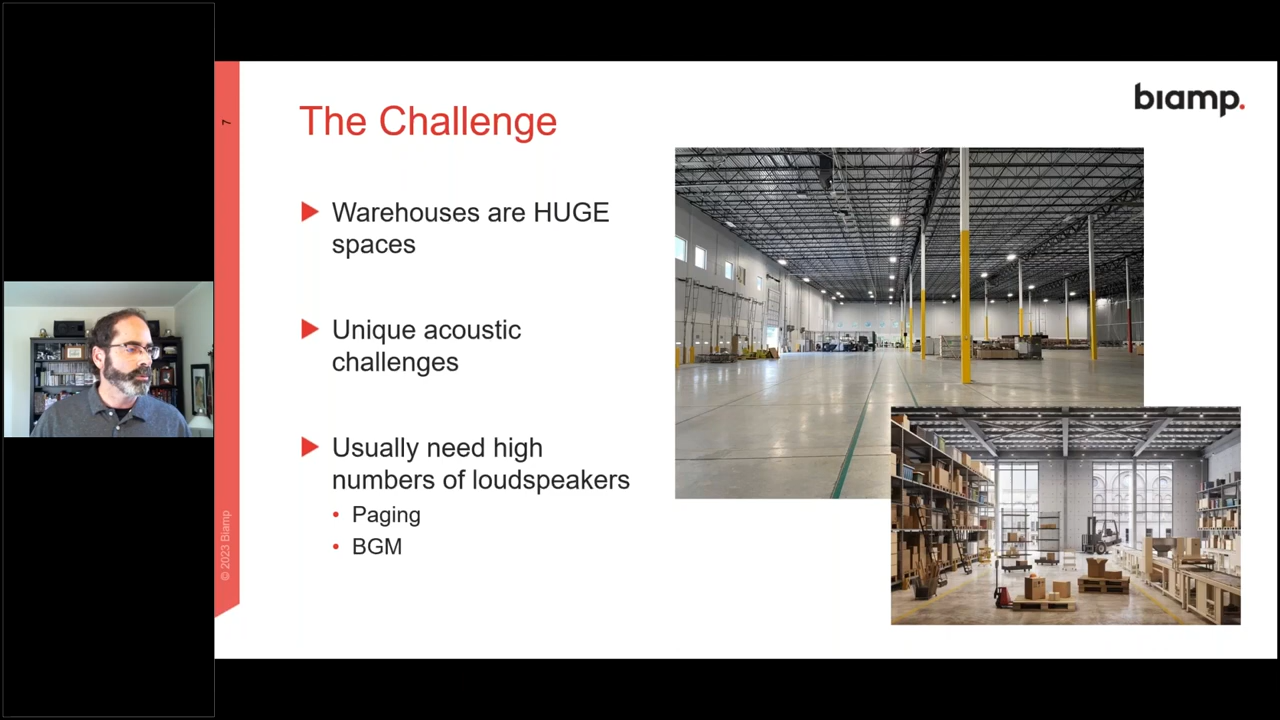 7
The Challenge
biamp.
Warehouses are HUGE
spaces
Unique acoustic
challenges
Usually need high
numbers of loudspeakers
Paging
BGM
© 2023 Biamp